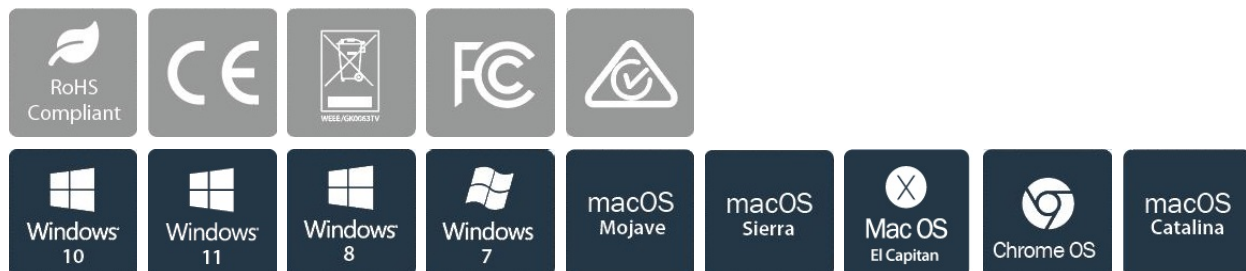 RoHS
Compliant
CE
WEEE/GK0063TV
FC
Windows
10
Windows
11
Windows
8
Windows
7
macOS
Mojave
macOS
Sierra
X
Mac OS
El Capitan
Chrome OS
macOS
Catalina